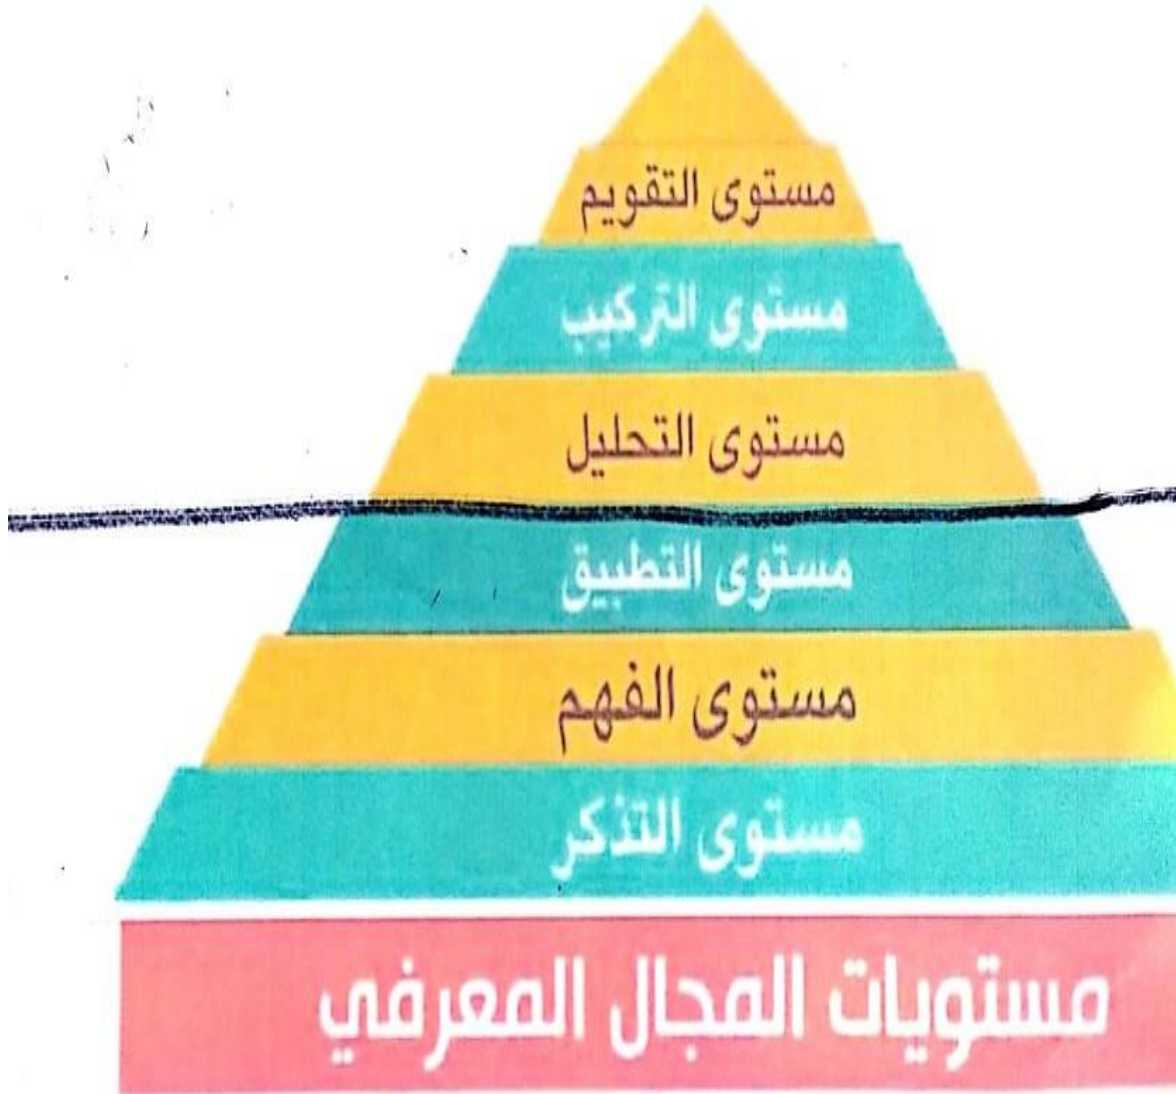 مستوى التقويم
مستوى التركيب
مستوى التحليل
مستوى التطبيق
مستوى الفهم
مستوى التذكر
مستويات المجال المعرفي